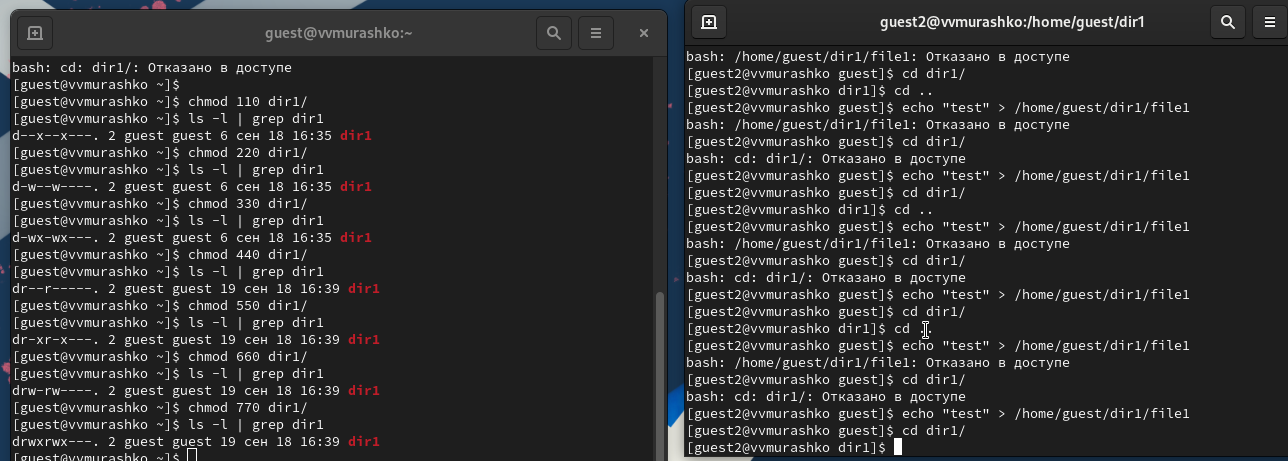 guest@vvmurashko:~
bash: cd: dir1/: Отказано в доступе
[guest@vvmurashko ~]$
[guest@vvmurashko ~]$ chmod 110 dir1/
[guest@vvmurashko ~]$ ls -l | grep dir1
d--x--x---. 2 guest guest 6 сен 18 16:35 dir1
[guest@vvmurashko ~]$ chmod 220 dir1/
[guest@vvmurashko ~]$ ls -l | grep dir1
d-w--w----. 2 guest guest 6 сен 18 16:35 dir1
[guest@vvmurashko ~]$ chmod 330 dir1/
[guest@vvmurashko ~]$ ls -l | grep dir1
d-wx-wx---. 2 guest guest 6 сен 18 16:35 dir1
[guest@vvmurashko ~]$ chmod 440 dir1/
[guest@vvmurashko ~]$ ls -l | grep dir1
dr--r-----. 2 guest guest 19 сен 18 16:39 dir1
[guest@vvmurashko ~]$ chmod 550 dir1/
[guest@vvmurashko ~]$ ls -l | grep dir1
dr-xr-x---. 2 guest guest 19 сен 18 16:39 dir1
[guest@vvmurashko ~]$ chmod 660 dir1/
[guest@vvmurashko ~]$ ls -l | grep dir1
drw-rw----. 2 guest guest 19 сен 18 16:39 dir1
[guest@vvmurashko ~]$ chmod 770 dir1/
[guest@vvmurashko ~]$ ls -l | grep dir1
drwxrwx---. 2 guest guest 19 сен 18 16:39 dir1
[guest@vvmurashko ~]$
guest2@vvmurashko:/home/guest/dir1
bash: /home/guest/dir1/file1: Отказано в доступе
[guest2@vvmurashko guest]$ cd dir1/
[guest2@vvmurashko dir1]$ cd ..
[guest2@vvmurashko guest]$ echo "test" > /home/guest/dir1/file1
bash: /home/guest/dir1/file1: Отказано в доступе
[guest2@vvmurashko guest]$ cd dir1/
bash: cd: dir1/: Отказано в доступе
[guest2@vvmurashko guest]$ echo "test" > /home/guest/dir1/file1
[guest2@vvmurashko guest]$ cd dir1/
[guest2@vvmurashko dir1]$ cd ..
[guest2@vvmurashko guest]$ echo "test" > /home/guest/dir1/file1
bash: /home/guest/dir1/file1: Отказано в доступе
[guest2@vvmurashko guest]$ cd dir1/
bash: cd: dir1/: Отказано в доступе
[guest2@vvmurashko guest]$ echo "test" > /home/guest/dir1/file1
[guest2@vvmurashko guest]$ cd dir1/
[guest2@vvmurashko dir1]$ cd ..
[guest2@vvmurashko guest]$ echo "test" > /home/guest/dir1/file1
bash: /home/guest/dir1/file1: Отказано в доступе
[guest2@vvmurashko guest]$ cd dir1/
bash: cd: dir1/: Отказано в доступе
[guest2@vvmurashko guest]$ echo "test" > /home/guest/dir1/file1
[guest2@vvmurashko guest]$ cd dir1/
[guest2@vvmurashko dir1]$